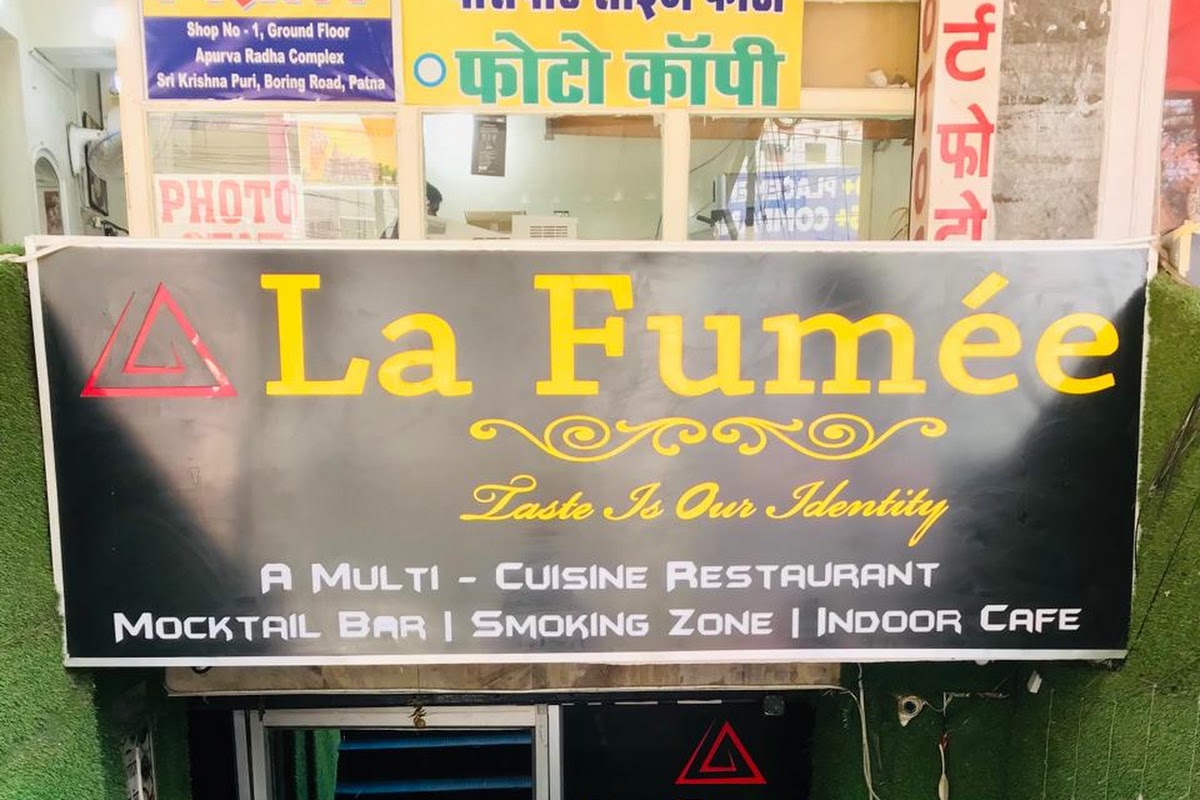 Shop No - 1, Ground Floor
Apurva Radha Complex
Sri Krishna Puri, Boring Road, Patna
फोटो कॉपी
PHOTO
La Fumée
Taste Is Our Identity
A Multi - Cuisine Restaurant
Mocktail Bar | Smoking Zone | Indoor Cafe